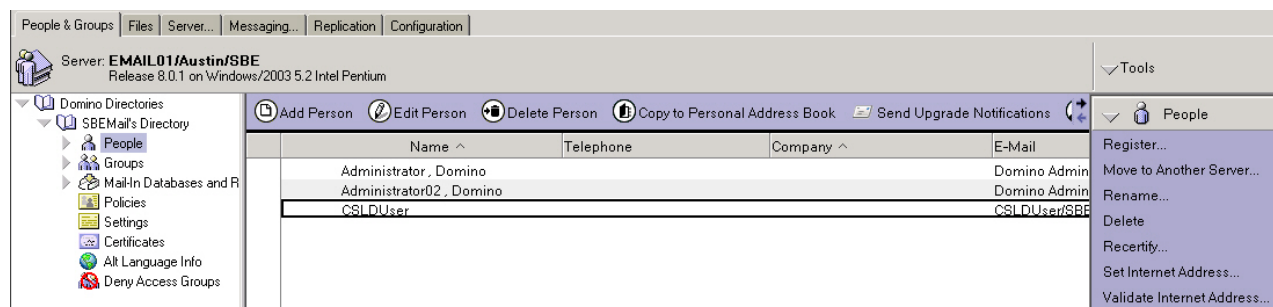 People & Groups Files Server... Messaging... Replication Configuration
Server: EMAIL01/Austin/SBE
Release 8.0.1 on Windows/2003 5.2 Intel Pentium
Tools
Domino Directories
SBEMail's Directory
People
Groups
Mail-In Databases and R
Policies
Settings
Certificates
Alt Language Info
Deny Access Groups
Add Person Edit Person Delete Person Copy to Personal Address Book Send Upgrade Notifications
Name Telephone Company E-Mail
Administrator , Domino Domino Admin
Administrator02 , Domino Domino Admin
CSLDUser CSLDUser/SBE
People
Register...
Move to Another Server...
Rename...
Delete
Recertify...
Set Internet Address...
Validate Internet Address...